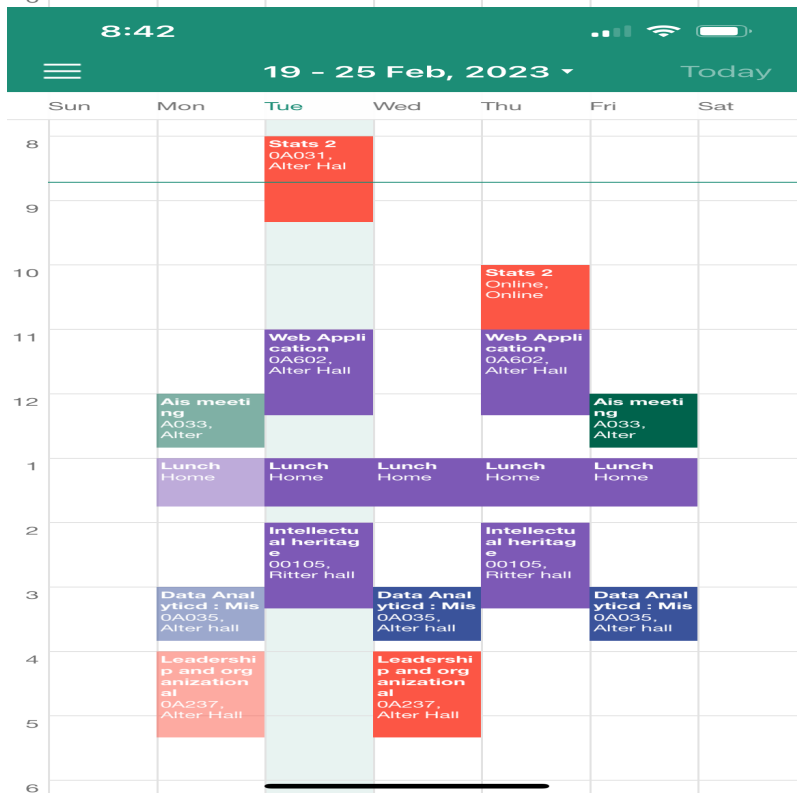 8:42
19 - 25 Feb, 2023
Today
Sun Mon Tue Wed Thu Fri Sat
8
Stats 2
0A031,
Alter Hal
9
10
Stats 2
Online,
Online
11
Web Appli
cation
0A602,
Alter Hall
Web Appli
cation
0A602,
Alter Hall
12
Ais meeti
ng
A033,
Alter
Ais meeti
ng
A033,
Alter
1
Lunch
Home
Lunch
Home
Lunch
Home
Lunch
Home
Lunch
Home
2
Intellectu
al heritag
e
00105,
Ritter hall
Intellectu
al heritag
e
00105,
Ritter hall
3
Data Anal
yticd : Mis
0A035,
Alter hall
Data Anal
yticd : Mis
0A035,
Alter hall
Data Anal
yticd : Mis
0A035,
Alter hall
4
Leadershi
p and org
anization
al
0A237,
Alter Hall
Leadershi
p and org
anization
al
0A237,
Alter Hall
5
6